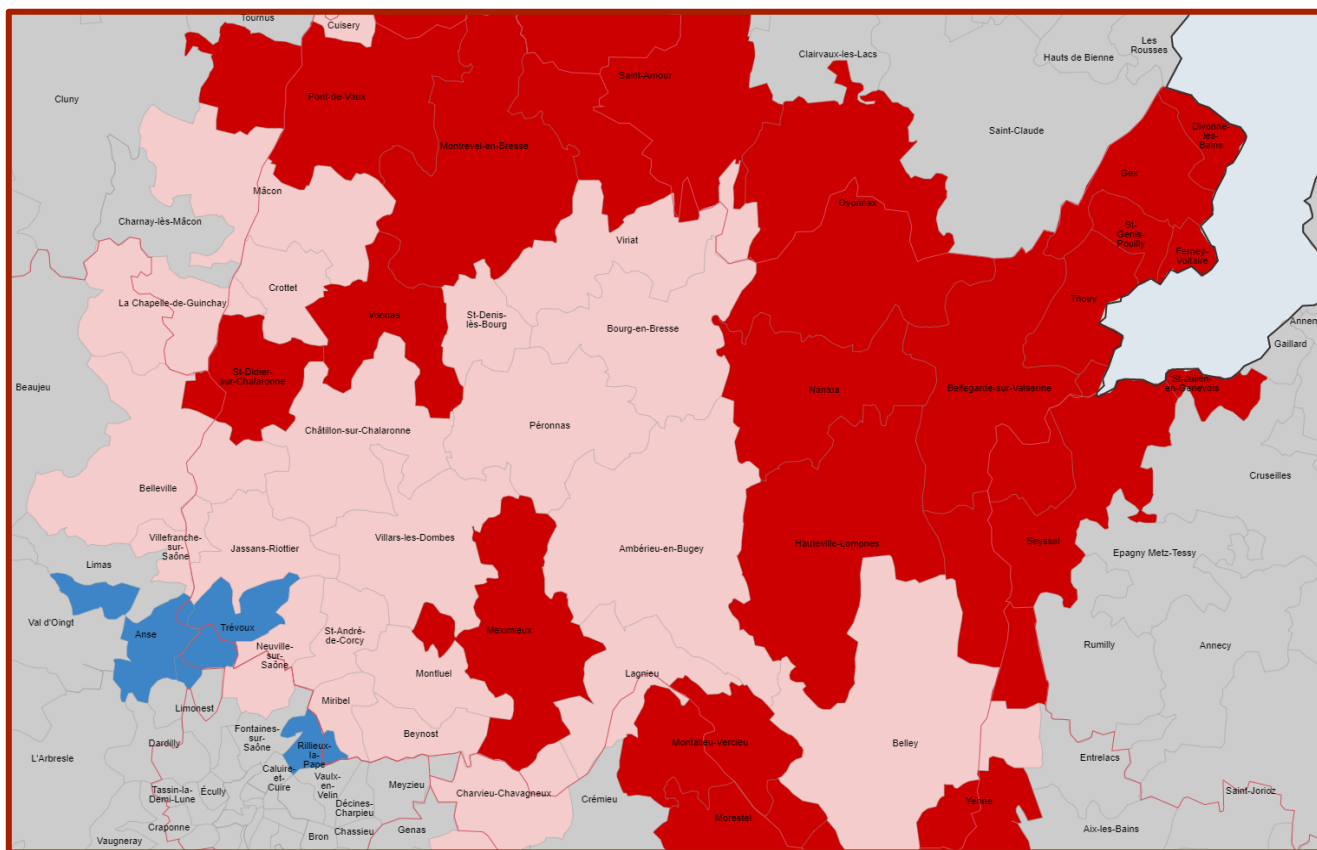 Tournus
Cuisery
Les
Rousses
Clairvaux-les-Lacs
Hauts de Bienne
Saint-Amour
Cluny
Pont-de-Vaux
Saint-Claude
Divonne-
les-
Bains
Montrevel-en-Bresse
Gex
Mâcon
Oyonnax
Charnay-lès-Mâcon
St-
Genis-
Pouilly
Viriat
Ferney-
Voltaire
Crottet
La Chapelle-de-Guinchay
Thoiry
Vonnas
St-Denis
lès-Bourg
Bourg-en-Bresse
Annem
Gaillard
St-Didier
sur-Chalaronne
Beaujeu
Nantua
Bellegarde-sur-Valserine
St-Julien-
en-Genevois
Châtillon-sur-Chalaronne
Péronnas
Cruseilles
Belleville
Villefranche-
sur-
Saône
Jassans-Riottier
Villars-les-Dombes
Ambérieu-en-Bugey
Hauteville-Lompnes
Seyssel
Epagny Metz-Tessy
Limas
Val d'Oingt
Anse
Trévoux
St-André-
de-Corcy
Meximieux
Neuville-
sur-
Saône
Rumilly
Annecy
Montluel
Lagnieu
Miribel
Limonest
Beynost
Fontaines-
sur-
Saône
Dardilly
Rillieux-
la-
Pape
Montalieu-Vercieu
Belley
L'Arbresle
Entrelacs
Caluire-
et-
Cuire
Vaulx-
en-
Velin
Meyzieu
Tassin-la
Demi-Lune
Écully
Charvieu-Chavagneux
Crémieu
Saint-Jorioz
Décines-
Charpieu
Yenne
Craponne
Bron
Chassieu
Genas
Morestel
Aix-les-Bains
Vaugneray